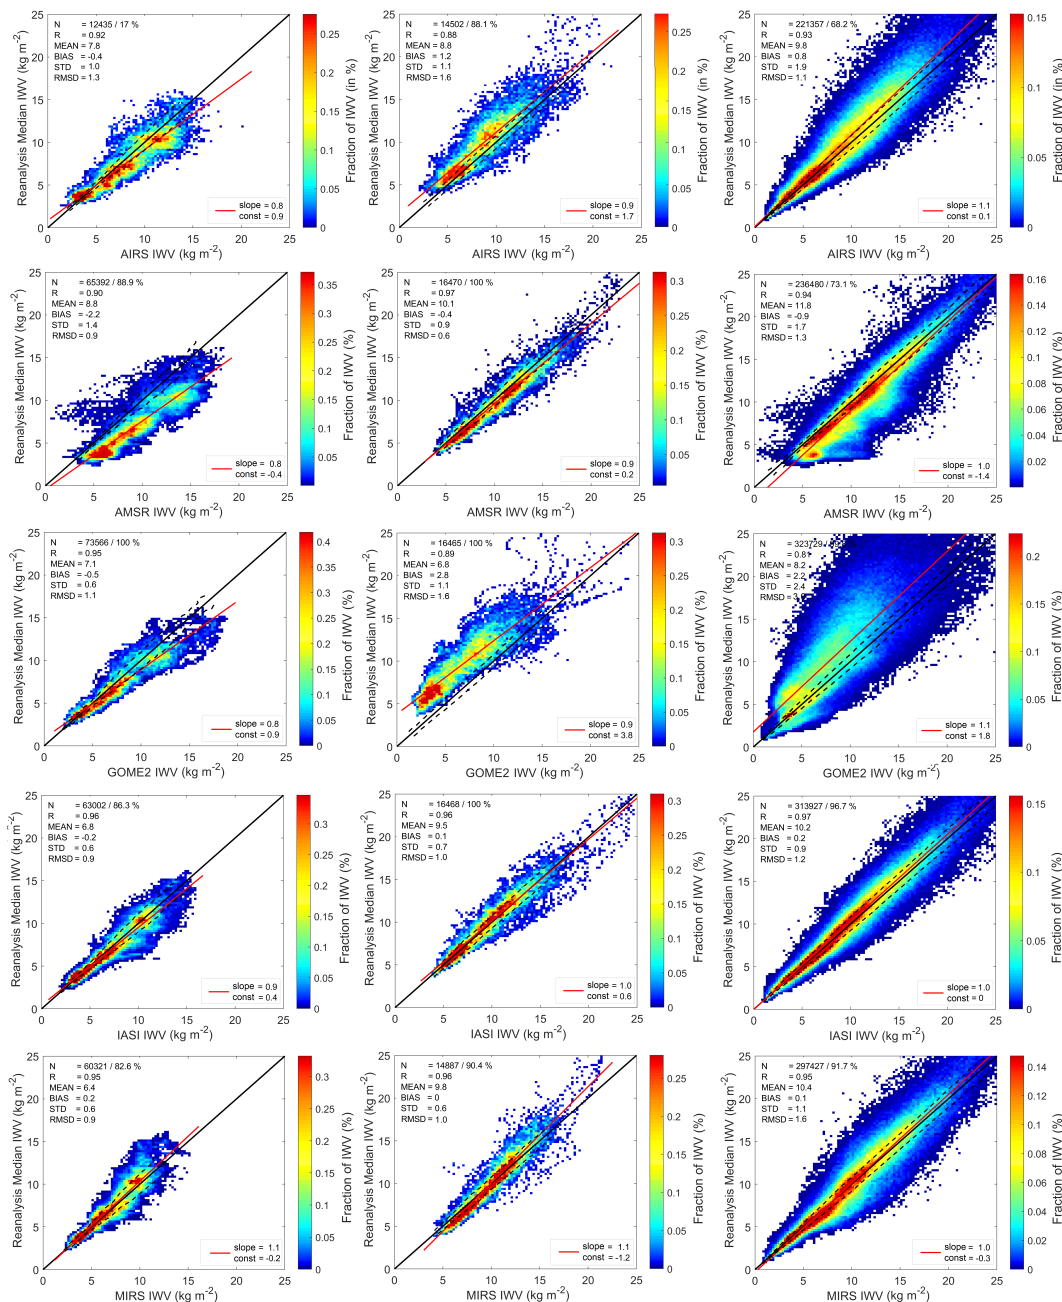 N = 12435 / 17 %
R = 0.92
MEAN = 7.8
BIAS = -0.4
STD = 1.0
RMSD = 1.3
slope = 0.8
const = 0.9
Reanalysis Median IWV (kg m-2)
AIRS IWV (kg m-2)
Fraction of IWV (in %)
N = 14502 / 88.1 %
R = 0.88
MEAN = 8.8
BIAS = 1.2
STD = 1.1
RMSD = 1.6
slope = 0.9
const = 1.7
Reanalysis Median IWV (kg m-2)
AIRS IWV (kg m-2)
Fraction of IWV (in %)
N = 221357 / 68.2 %
R = 0.93
MEAN = 9.8
BIAS = 0.8
STD = 1.9
RMSD = 1.1
slope = 1.1
const = 0.1
Reanalysis Median IWV (kg m-2)
AIRS IWV (kg m-2)
Fraction of IWV (in %)
N = 65392 / 88.9 %
R = 0.90
MEAN = 8.8
BIAS = -2.2
STD = 1.4
RMSD = 0.9
slope = 0.8
const = -0.4
Reanalysis Median IWV (kg m-2)
AMSR IWV (kg m-2)
Fraction of IWV (%)
N = 16470 / 100 %
R = 0.97
MEAN = 10.1
BIAS = -0.4
STD = 0.9
RMSD = 0.6
slope = 0.9
const = 0.2
Reanalysis Median IWV (kg m-2)
AMSR IWV (kg m-2)
Fraction of IWV (%)
N = 236480 / 73.1 %
R = 0.94
MEAN = 11.8
BIAS = -0.9
STD = 1.7
RMSD = 1.3
slope = 1.0
const = -1.4
Reanalysis Median IWV (kg m-2)
AMSR IWV (kg m-2)
Fraction of IWV (%)
N = 73566 / 100 %
R = 0.95
MEAN = 7.1
BIAS = -0.5
STD = 0.6
RMSD = 1.1
slope = 0.8
const = 0.9
Reanalysis Median IWV (kg m-2)
GOME2 IWV (kg m-2)
Fraction of IWV (%)
N = 16465 / 100 %
R = 0.89
MEAN = 6.8
BIAS = 2.8
STD = 1.1
RMSD = 1.6
slope = 0.9
const = 3.8
Reanalysis Median IWV (kg m-2)
GOME2 IWV (kg m-2)
Fraction of IWV (%)
N = 323729 /
R = 0.81
MEAN = 8.2
BIAS = 2.2
STD = 2.4
RMSD =
slope = 1.1
const = 1.8
Reanalysis Median IWV (kg m-2)
GOME2 IWV (kg m-2)
Fraction of IWV (%)
N = 63002 / 86.3 %
R = 0.96
MEAN = 6.8
BIAS = -0.2
STD = 0.6
RMSD = 0.9
slope = 0.9
const = 0.4
Reanalysis Median IWV (kg m-2)
IASI IWV (kg m-2)
Fraction of IWV (%)
N = 16468 / 100 %
R = 0.96
MEAN = 9.5
BIAS = 0.1
STD = 0.7
RMSD = 1.0
slope = 1.0
const = 0.6
Reanalysis Median IWV (kg m-2)
IASI IWV (kg m-2)
Fraction of IWV (%)
N = 313927 / 96.7 %
R = 0.97
MEAN = 10.2
BIAS = 0.2
STD = 0.9
RMSD = 1.2
slope = 1.0
const = 0
Reanalysis Median IWV (kg m-2)
IASI IWV (kg m-2)
Fraction of IWV (%)
N = 60321 / 82.6 %
R = 0.95
MEAN = 6.4
BIAS = 0.2
STD = 0.6
RMSD = 0.9
slope = 1.1
const = -0.2
Reanalysis Median IWV (kg m-2)
MIRS IWV (kg m-2)
Fraction of IWV (%)
N = 14887 / 90.4 %
R = 0.96
MEAN = 9.8
BIAS = 0
STD = 0.6
RMSD = 1.0
slope = 1.1
const = -1.2
Reanalysis Median IWV (kg m-2)
MIRS IWV (kg m-2)
Fraction of IWV (%)
N = 297427 / 91.7 %
R = 0.95
MEAN = 10.4
BIAS = 0.1
STD = 1.1
RMSD = 1.6
slope = 1.0
const = -0.3
Reanalysis Median IWV (kg m-2)
MIRS IWV (kg m-2)
Fraction of IWV (%)